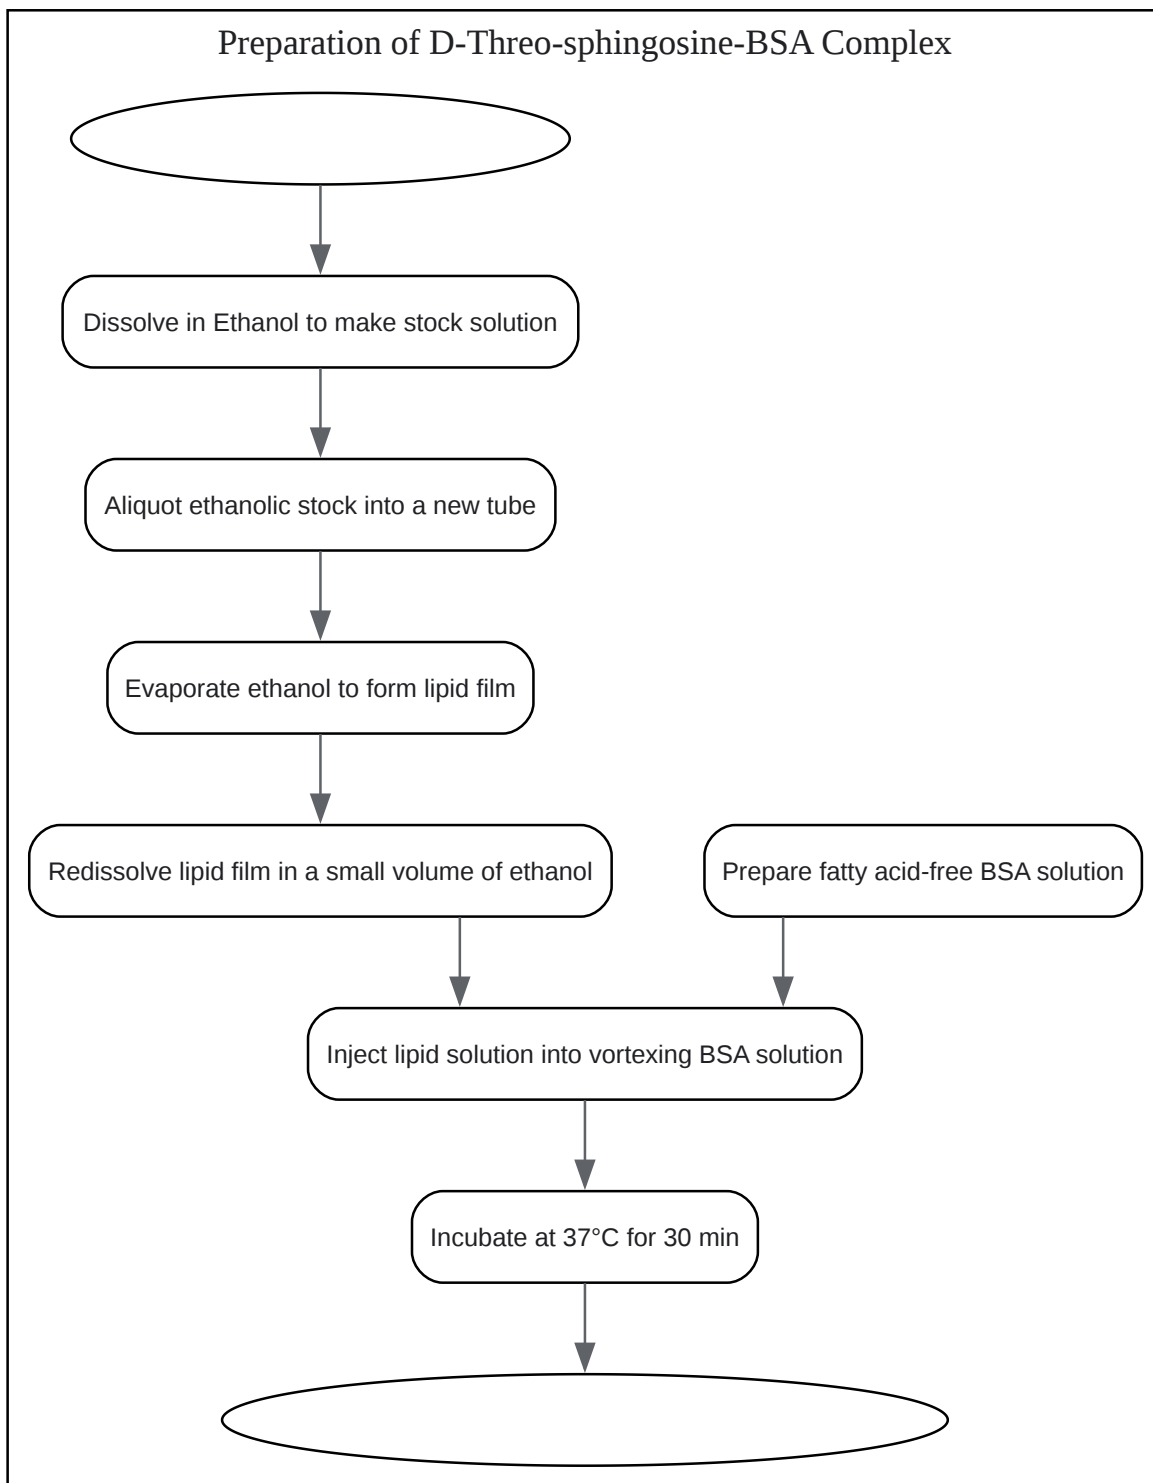 Preparation of D-Threo-sphingosine-BSA Complex
Dissolve in Ethanol to make stock solution
Aliquot ethanolic stock into a new tube
Evaporate ethanol to form lipid film
Redissolve lipid film in a small volume of ethanol
Prepare fatty acid-free BSA solution
Inject lipid solution into vortexing BSA solution
Incubate at 37°C for 30 min